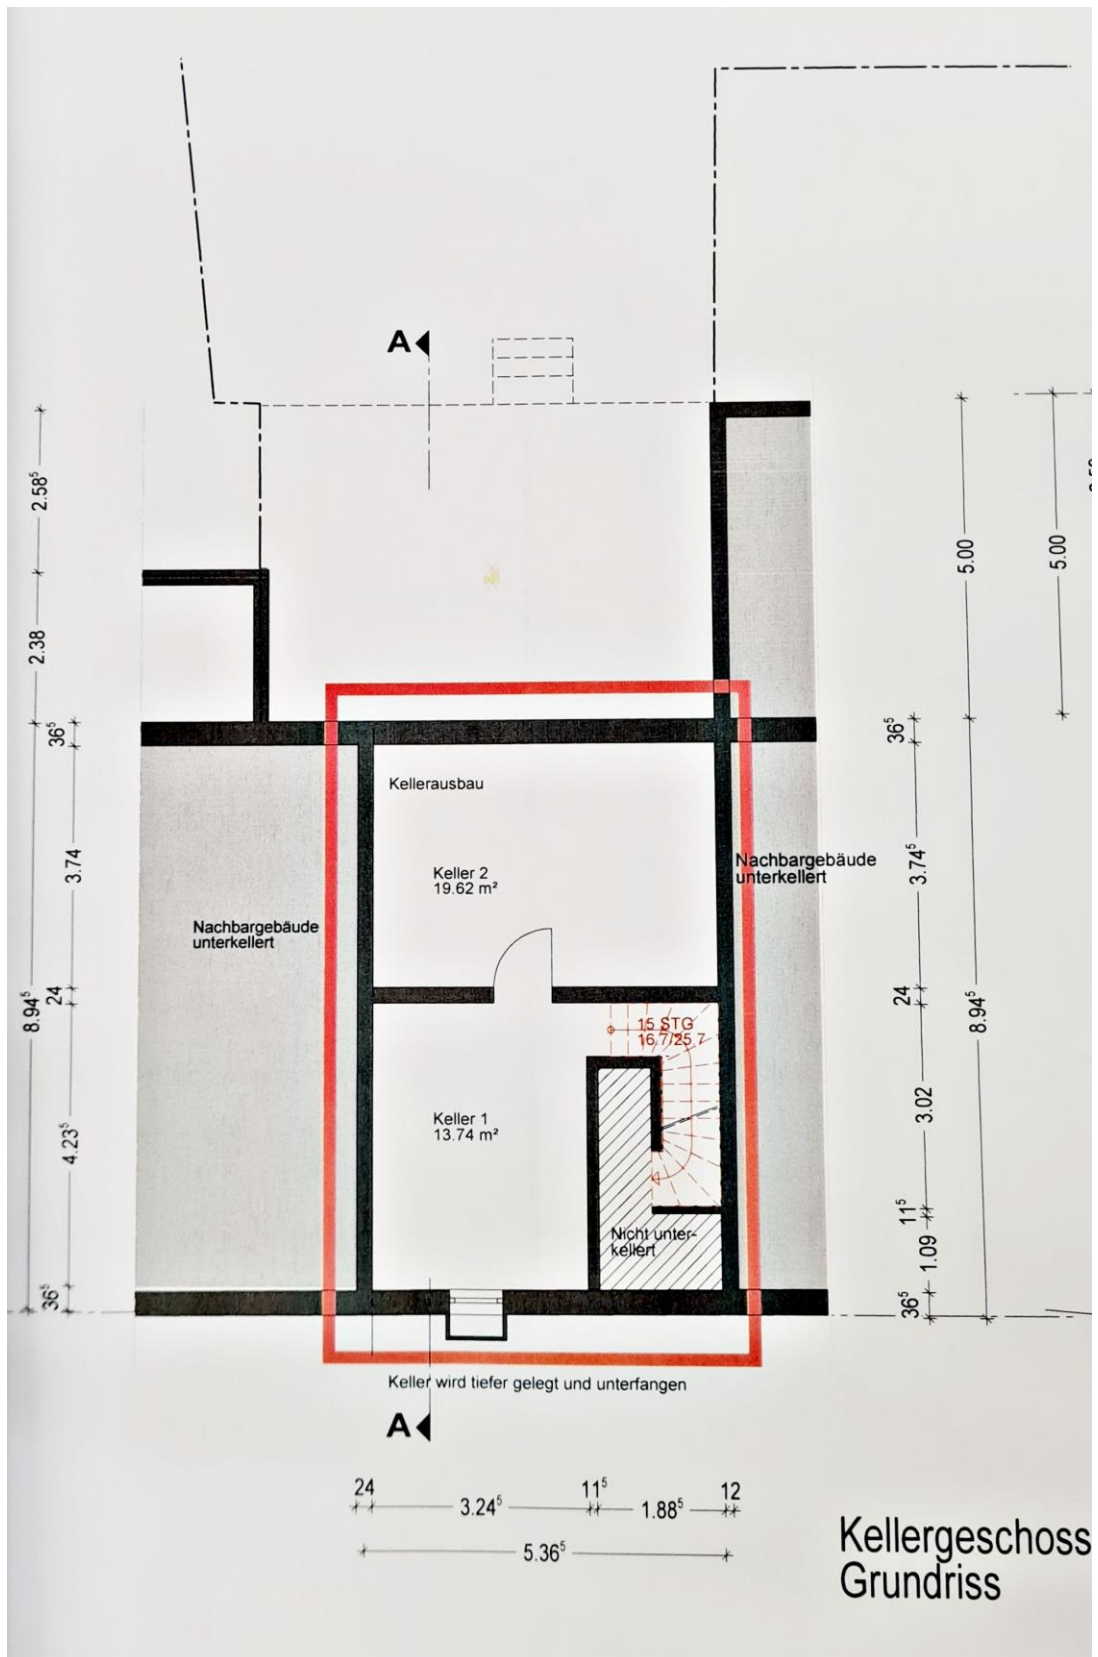 A
2.58⁵
5.00
5.00
2.38
36⁵
36⁵
Kellerausbau
3.74
3.74⁵
Keller 2
19.62 m²
Nachbargebäude
unterkellert
Nachbargebäude
unterkellert
8.94⁵
24
24
8.94⁵
15 STG
16.7/25.7
Keller 1
13.74 m²
4.23⁵
3.02
11⁵
Nicht unter-
kellert
1.09
36⁵
36⁵
Keller wird tiefer gelegt und unterfangen
A
24
11⁵
12
3.24⁵
1.88⁵
5.36⁵
Kellergeschoss
Grundriss